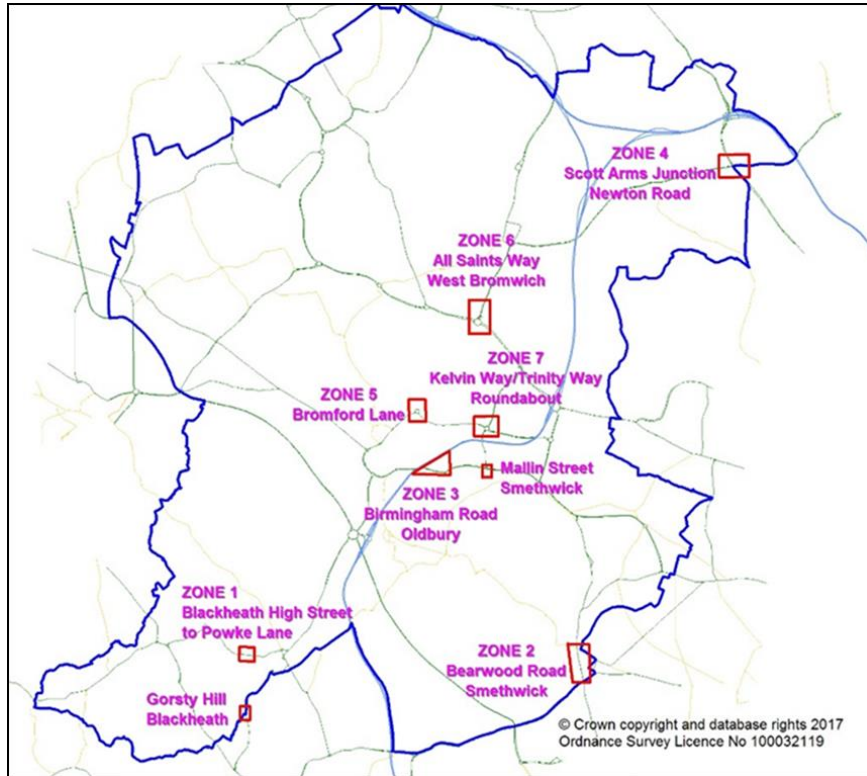 ZONE 4
Scott Arms Junction
Newton Road
ZONE 6
All Saints Way
West Bromwich
ZONE 7
Kelvin Way/Trinity Way
Roundabout
ZONE 5
Bromford Lane
Mallin Street
Smethwick
ZONE 3
Birmingham Road
Oldbury
ZONE 1
Blackheath High Street
to Powke Lane
ZONE 2
Bearwood Road
Smethwick
Gorsty Hill
Blackheath
© Crown copyright and database rights 2017
Ordnance Survey Licence No 100032119